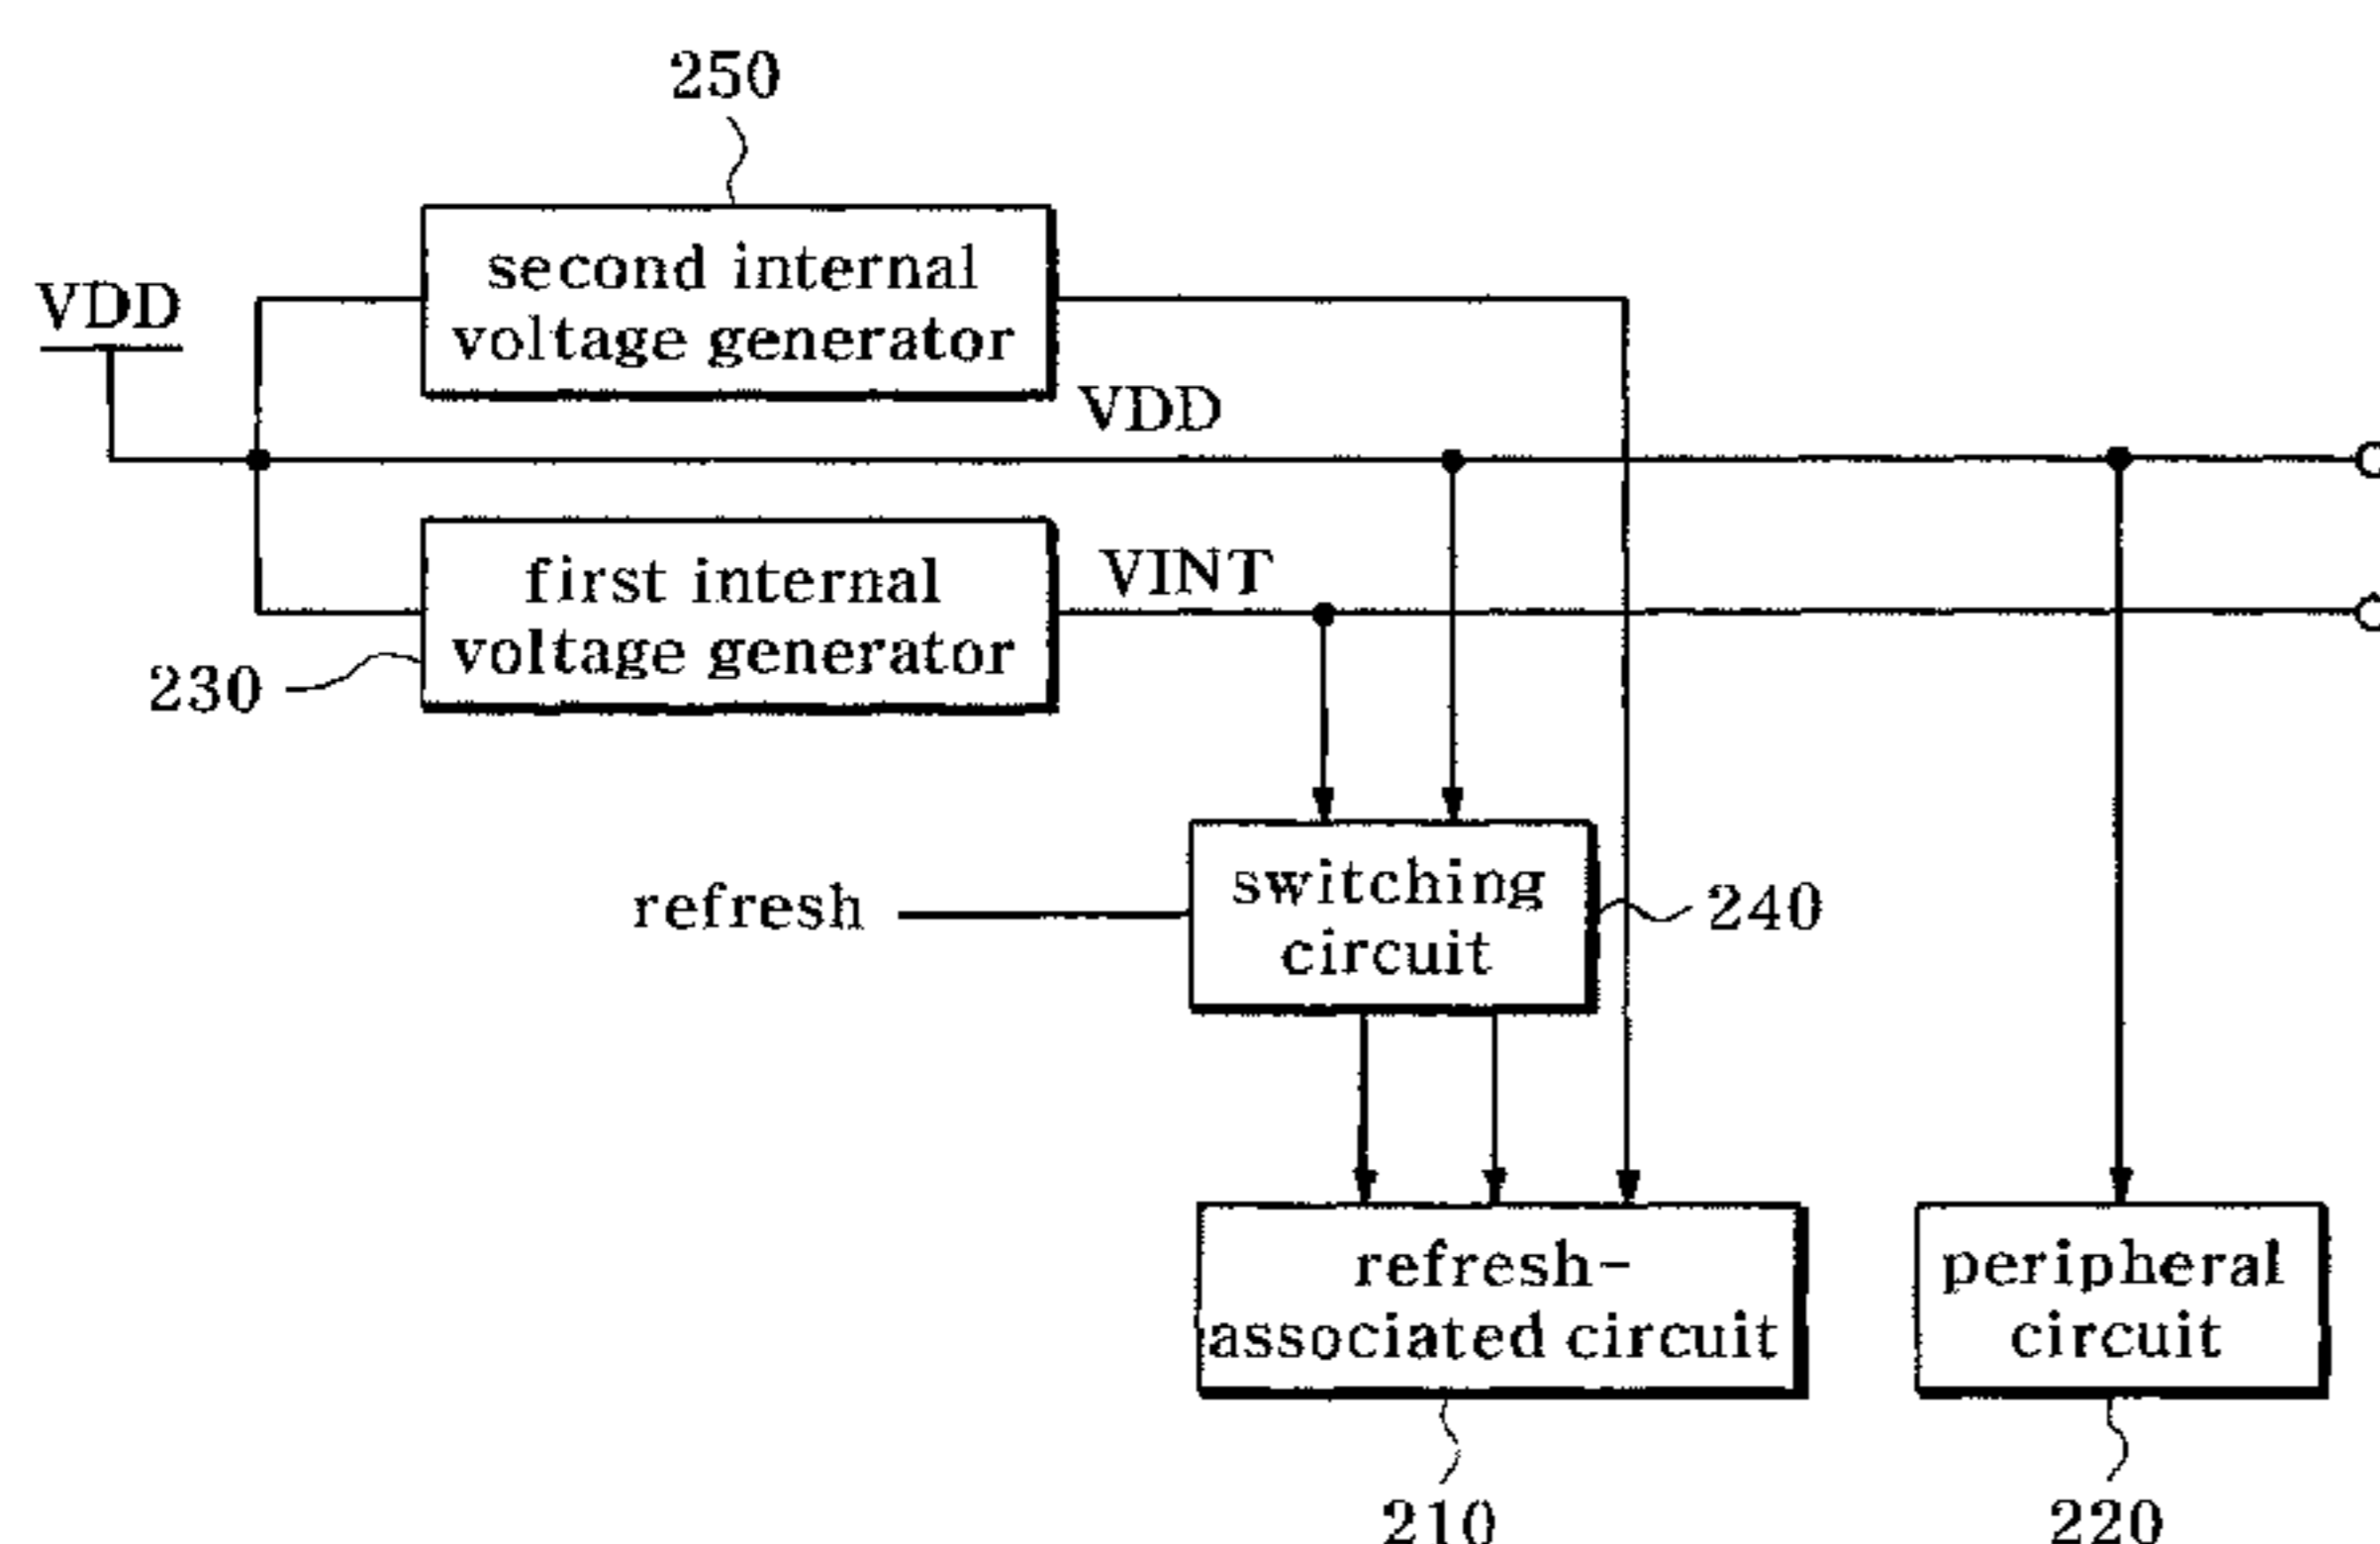 250
second internal
voltage generator
VDD
VDD
first internal
voltage generator
VINT
230
switching
circuit
refresh
240
refresh-
associated circuit
peripheral
circuit
210
220